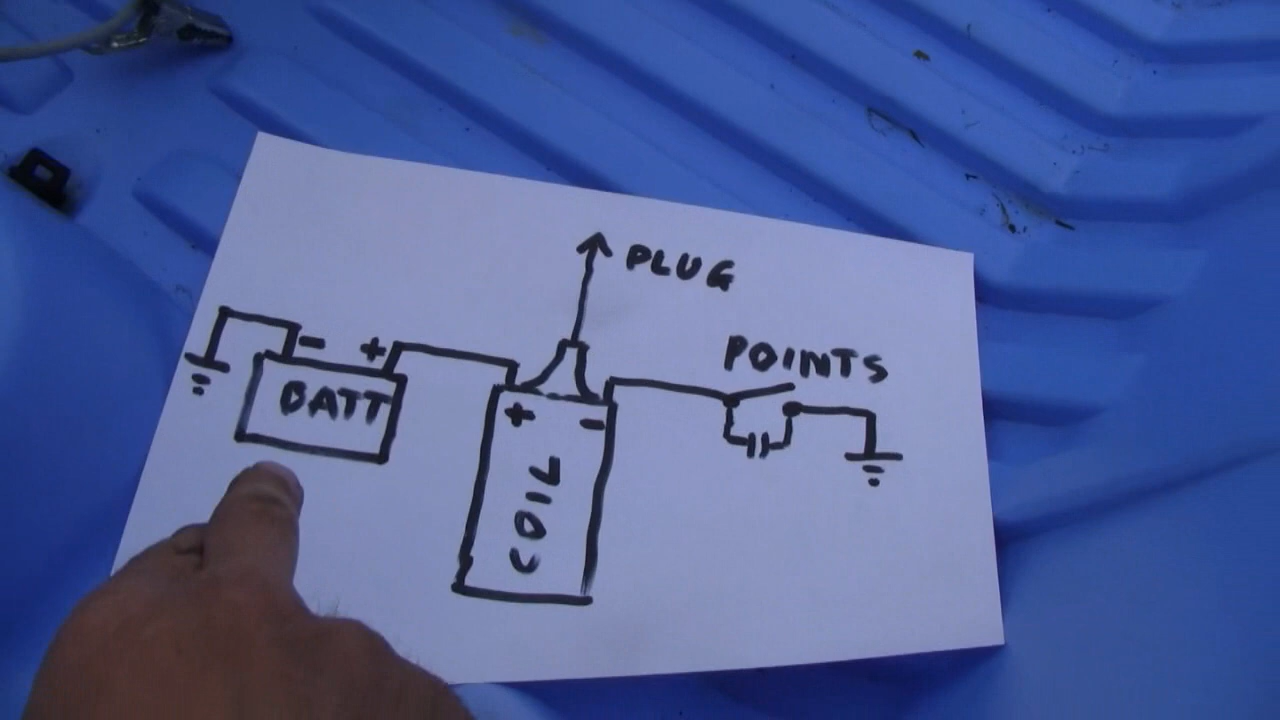 PLUG
POINTS
- +
BATT
+ -
COIL